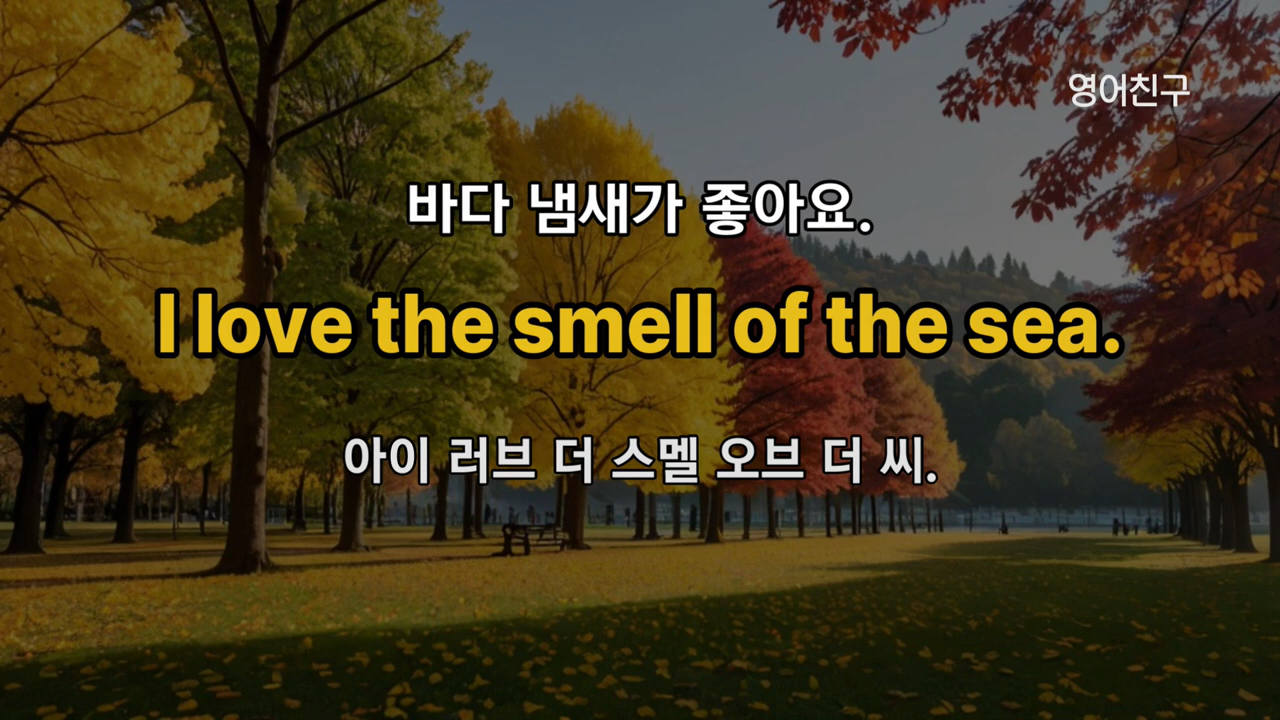 영어친구
바다 냄새가 좋아요.
I love the smell of the sea.
아이 러브 더 스멜 오브 더 씨.